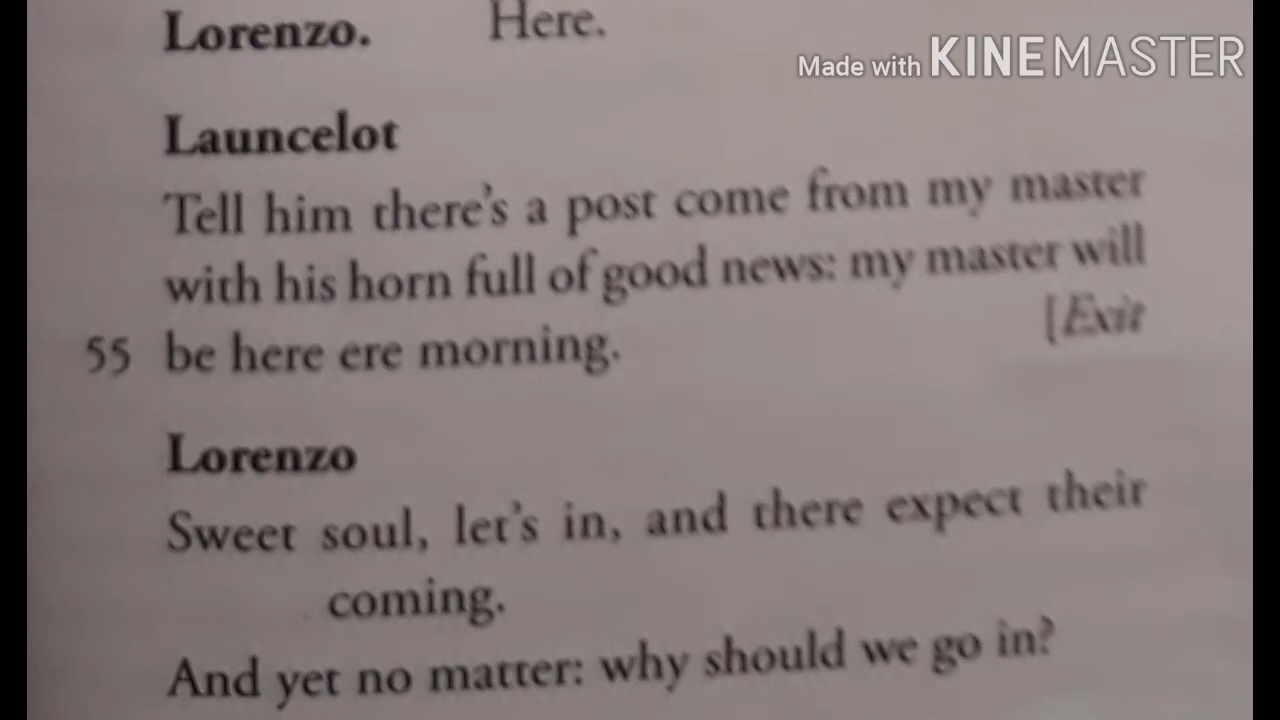 Lorenzo. Here.
Made with KINEMASTER
Launcelot
Tell him there's a post come from my master
with his horn full of good news: my master will
55 be here ere morning. [Exit
Lorenzo
Sweet soul, let's in, and there expect their
coming.
And yet no matter: why should we go in?